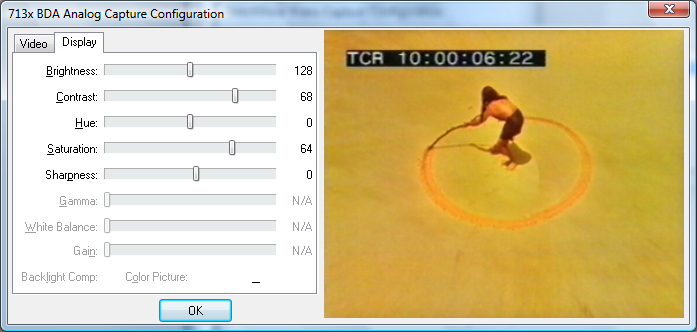 713x BDA Analog Capture Configuration
Video Display
Brightness: 128
Contrast: 68
Hue: 0
Saturation: 64
Sharpness: 0
Gamma: N/A
White Balance: N/A
Gain: N/A
Backlight Comp: Color Picture: _
OK
TCR 10:00:06:22